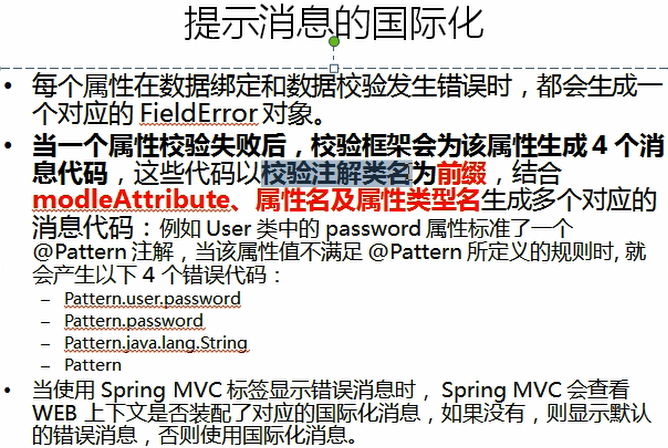 提示消息的国际化
• 每个属性在数据绑定和数据校验发生错误时，都会生成一
个对应的 FieldError 对象。
• 当一个属性校验失败后，校验框架会为该属性生成 4 个消
息代码，这些代码以校验注解类名为前缀，结合
modleAttribute、属性名及属性类型名生成多个对应的
消息代码：例如 User 类中的 password 属性标准了一个
@Pattern 注解，当该属性值不满足 @Pattern 所定义的规则时, 就
会产生以下 4 个错误代码：
– Pattern.user.password
– Pattern.password
– Pattern.java.lang.String
– Pattern
• 当使用 Spring MVC 标签显示错误消息时， Spring MVC 会查看
WEB 上下文是否装配了对应的国际化消息，如果没有，则显示默认
的错误消息，否则使用国际化消息。